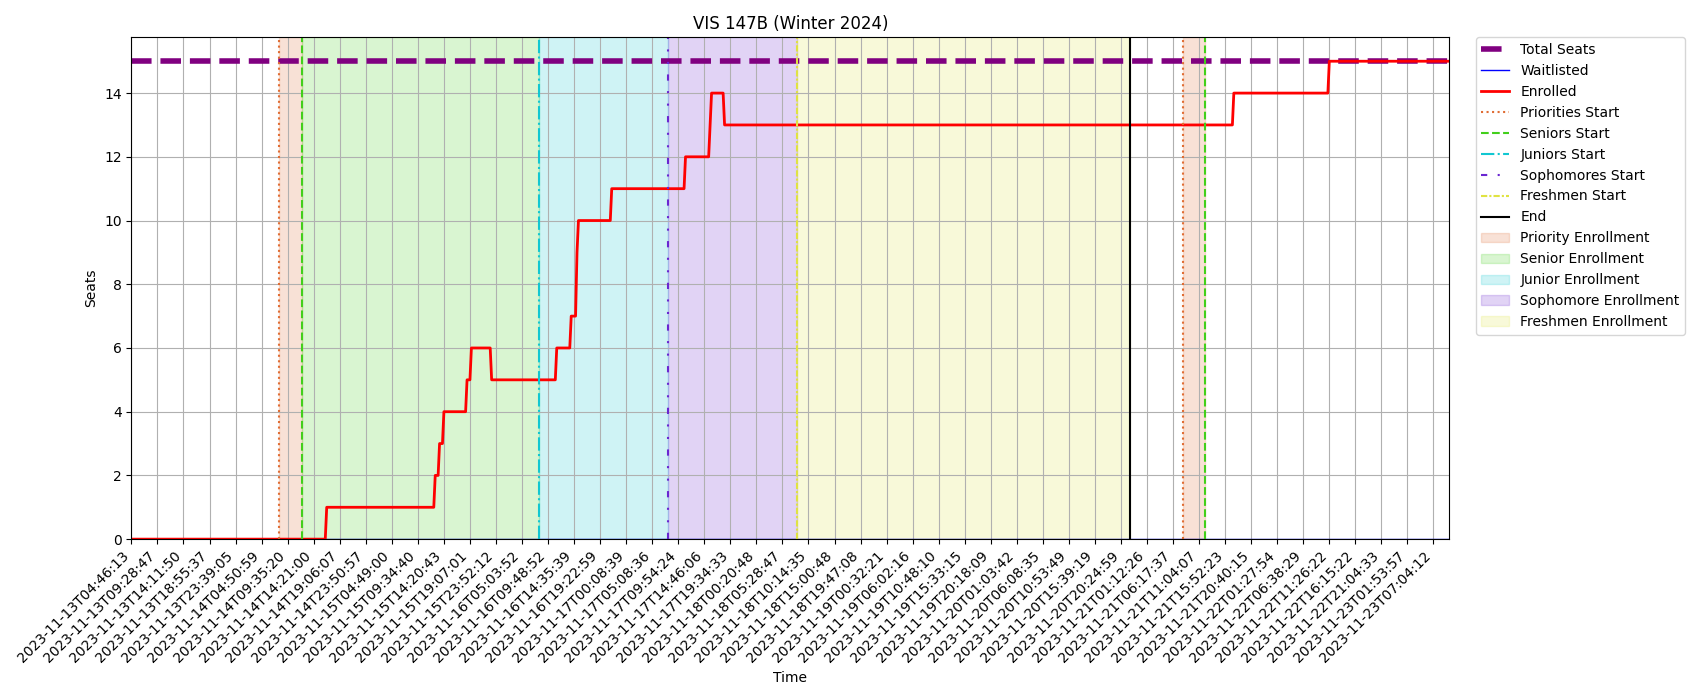 VIS 147B (Winter 2024)
Seats
14
12
10
8
6
4
2
0
2023-11-13T04:46:13
2023-11-13T09:28:47
2023-11-13T14:11:50
2023-11-13T18:55:37
2023-11-13T23:39:05
2023-11-14T04:50:59
2023-11-14T09:35:20
2023-11-14T14:21:00
2023-11-14T19:06:07
2023-11-14T23:50:57
2023-11-15T04:49:00
2023-11-15T09:34:40
2023-11-15T14:20:43
2023-11-15T19:07:01
2023-11-15T23:52:12
2023-11-16T05:03:52
2023-11-16T09:48:52
2023-11-16T14:35:39
2023-11-16T19:22:59
2023-11-17T00:08:39
2023-11-17T05:08:36
2023-11-17T09:54:24
2023-11-17T14:46:06
2023-11-17T19:34:33
2023-11-18T00:20:48
2023-11-18T05:28:47
2023-11-18T10:14:35
2023-11-18T15:00:48
2023-11-18T19:47:08
2023-11-19T00:32:21
2023-11-19T06:02:16
2023-11-19T10:48:10
2023-11-19T15:33:15
2023-11-19T20:18:09
2023-11-20T01:03:42
2023-11-20T06:08:35
2023-11-20T10:53:49
2023-11-20T15:39:19
2023-11-20T20:24:59
2023-11-21T01:12:26
2023-11-21T06:17:37
2023-11-21T11:04:07
2023-11-21T15:52:23
2023-11-21T20:40:15
2023-11-22T01:27:54
2023-11-22T06:38:29
2023-11-22T11:26:22
2023-11-22T16:15:22
2023-11-22T21:04:33
2023-11-23T01:53:57
2023-11-23T07:04:12
Time
Total Seats
Waitlisted
Enrolled
Priorities Start
Seniors Start
Juniors Start
Sophomores Start
Freshmen Start
End
Priority Enrollment
Senior Enrollment
Junior Enrollment
Sophomore Enrollment
Freshmen Enrollment